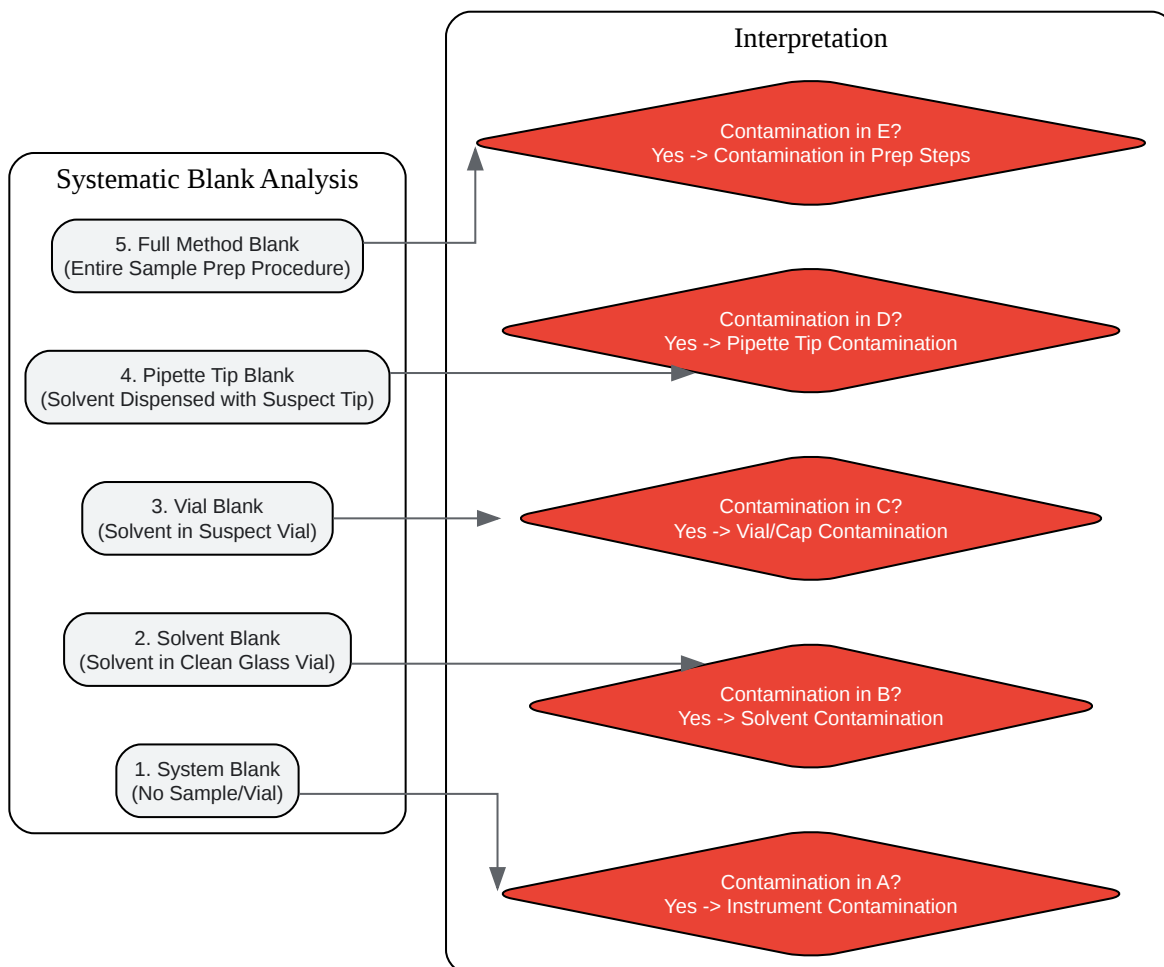 Systematic Blank Analysis
5. Full Method Blank
(Entire Sample Prep Procedure)
4. Pipette Tip Blank
(Solvent Dispensed with Suspect Tip)
3. Vial Blank
(Solvent in Suspect Vial)
2. Solvent Blank
(Solvent in Clean Glass Vial)
1. System Blank
(No Sample/Vial)
Interpretation
Contamination in E?
Yes -> Contamination in Prep Steps
Contamination in D?
Yes -> Pipette Tip Contamination
Contamination in C?
Yes -> Vial/Cap Contamination
Contamination in B?
Yes -> Solvent Contamination
Contamination in A?
Yes -> Instrument Contamination